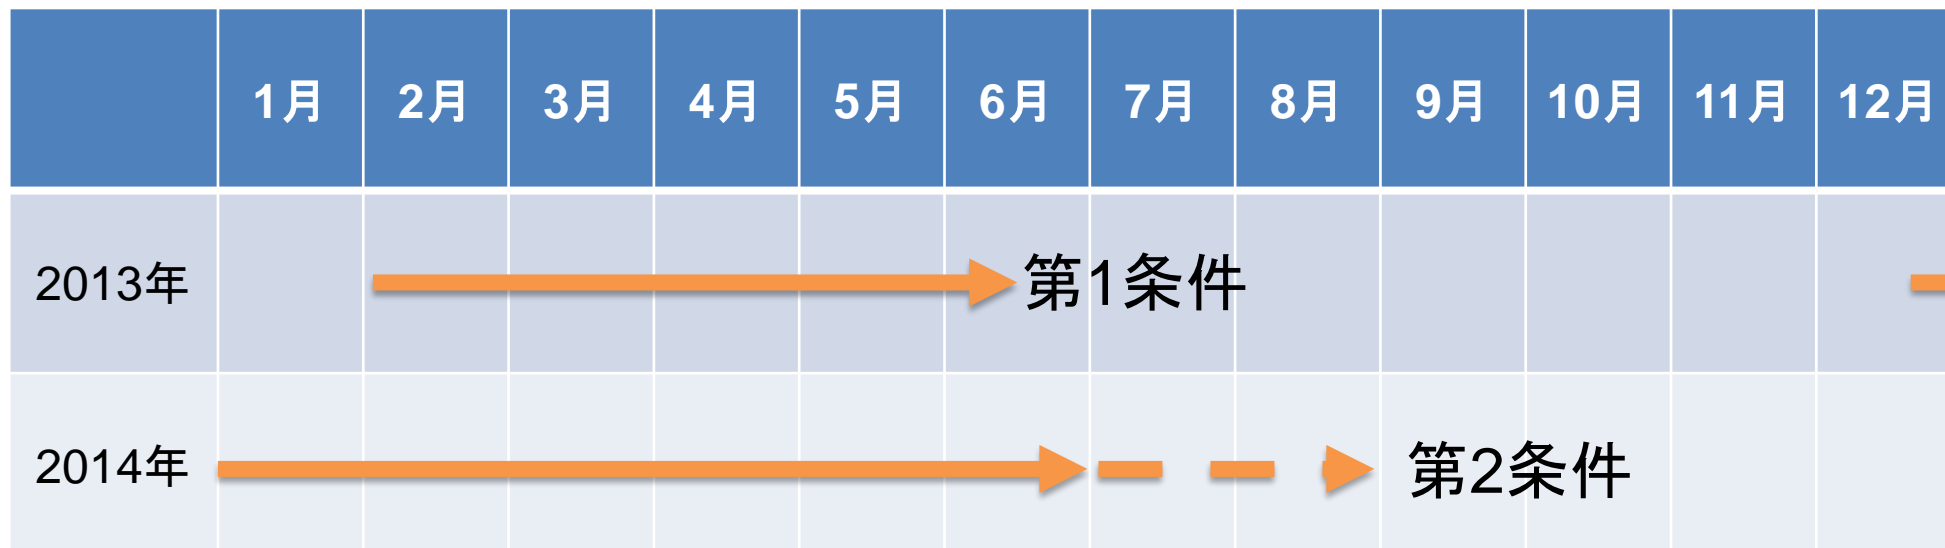 1月 2月 3月 4月 5月 6月 7月 8月 9月 10月 11月 12月
2013年 第1条件
2014年 第2条件